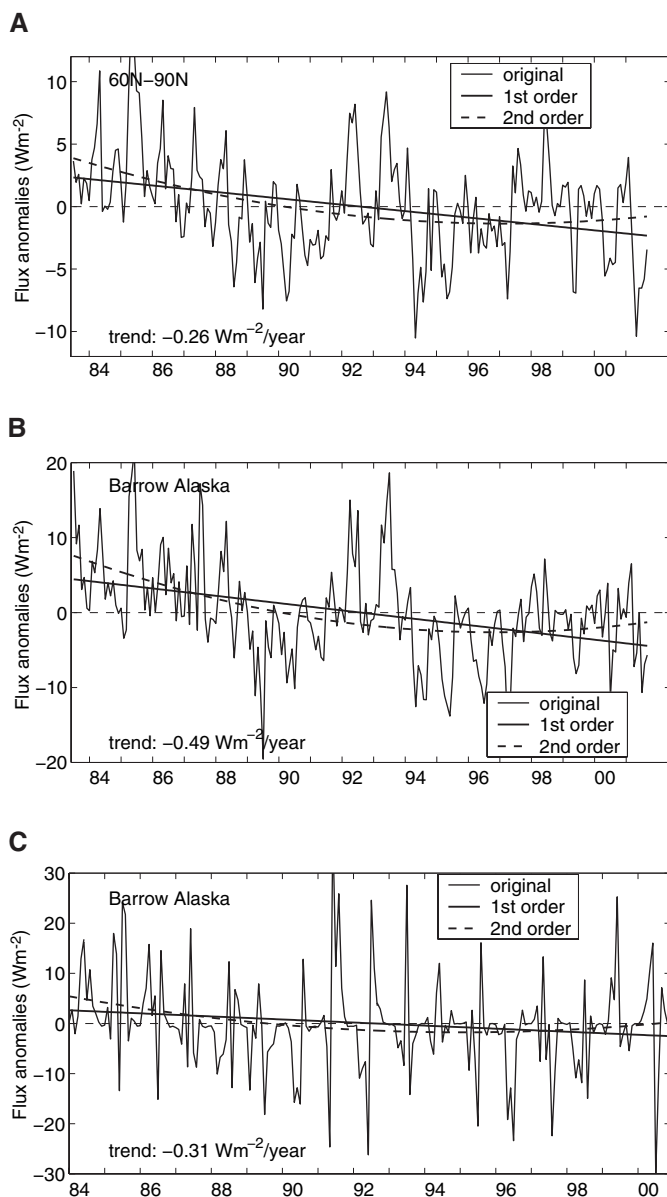 A
60N−90N
original
1st order
2nd order
10
5
0
−5
−10
Flux anomalies (Wm-2)
trend: −0.26 Wm−2/year
84 86 88 90 92 94 96 98 00
B
Barrow Alaska
20
10
0
−10
−20
Flux anomalies (Wm-2)
original
1st order
2nd order
trend: −0.49 Wm−2/year
84 86 88 90 92 94 96 98 00
C
Barrow Alaska
original
1st order
2nd order
30
20
10
0
−10
−20
−30
Flux anomalies (Wm-2)
trend: −0.31 Wm−2/year
84 86 88 90 92 94 96 98 00